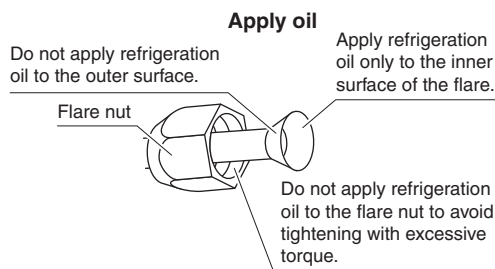 Apply oil
Do not apply refrigeration
oil to the outer surface.
Apply refrigeration
oil only to the inner
surface of the flare.
Flare nut
Do not apply refrigeration
oil to the flare nut to avoid
tightening with excessive
torque.